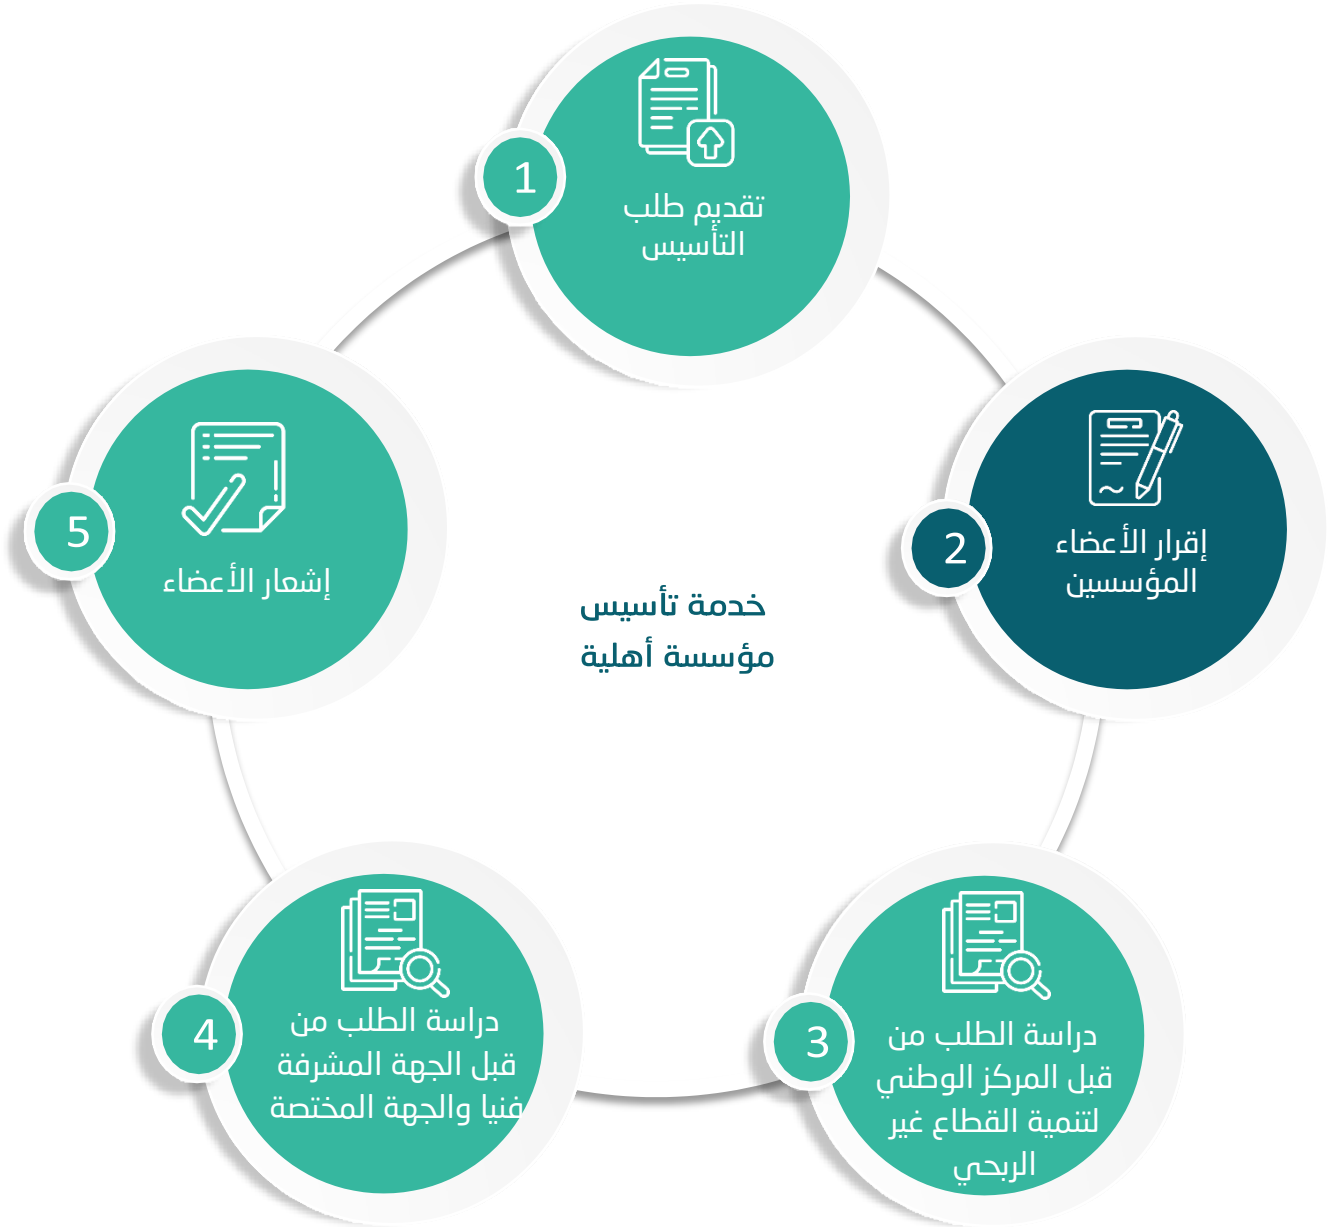 1
تقديم طلب
التأسيس
2
إقرار الأعضاء
المؤسسين
3
دراسة الطلب من
قبل المركز الوطني
لتنمية القطاع غير
الربحي
4
دراسة الطلب من
قبل الجهة المشرفة
فنيا والجهة المختصة
5
إشعار الأعضاء
خدمة تأسيس
مؤسسة أهلية